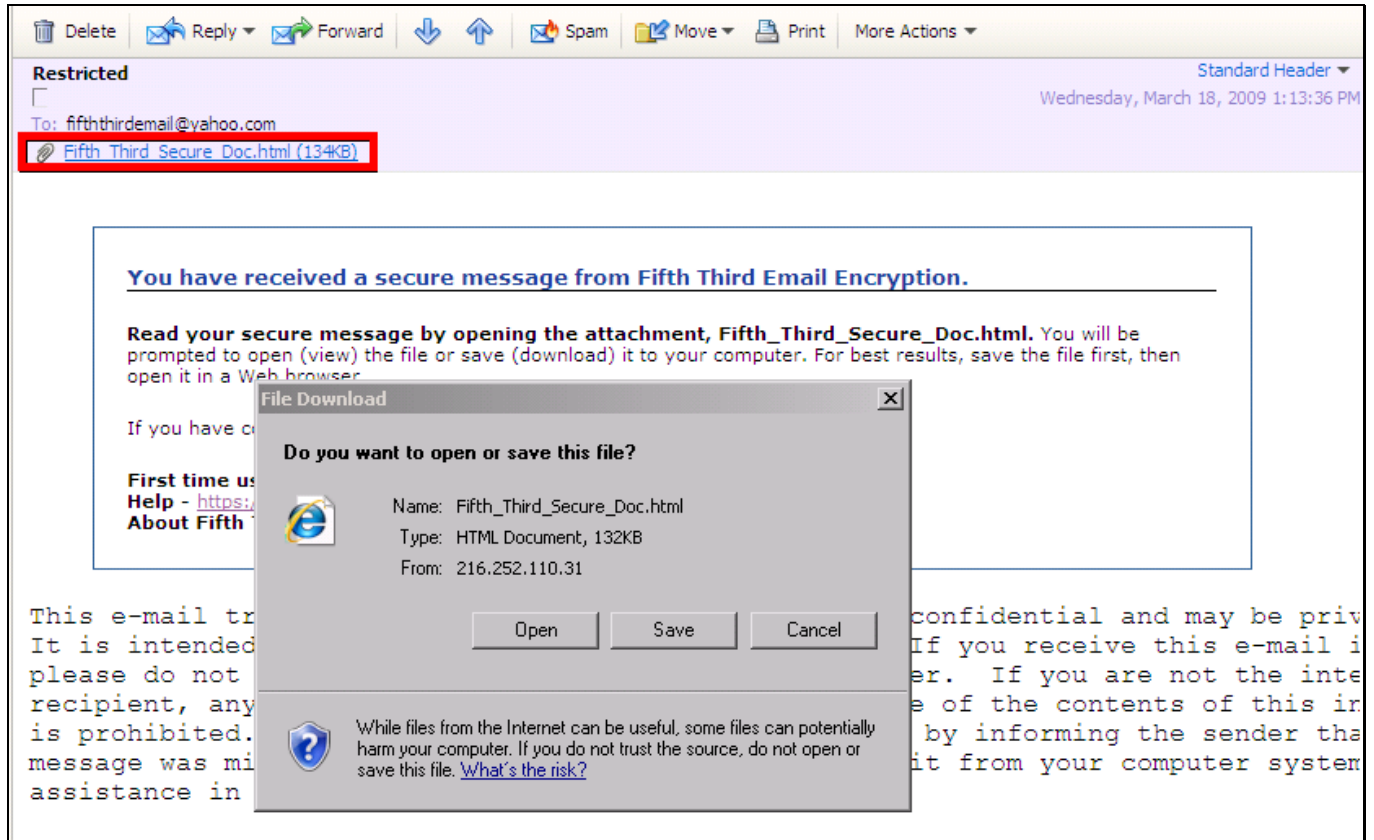 Delete Reply Forward Spam Move Print More Actions
Restricted
Standard Header
Wednesday, March 18, 2009 1:13:36 PM
To: fifththirdemail@yahoo.com
Fifth_Third_Secure_Doc.html (134KB)
You have received a secure message from Fifth Third Email Encryption.
Read your secure message by opening the attachment, Fifth_Third_Secure_Doc.html. You will be
prompted to open (view) the file or save (download) it to your computer. For best results, save the file first, then
open it in a Web browser
If you have
First time
Help - https:/
About Fifth
File Download
Do you want to open or save this file?
Name: Fifth_Third_Secure_Doc.html
Type: HTML Document, 132KB
From: 216.252.110.31
Open Save Cancel
While files from the Internet can be useful, some files can potentially
harm your computer. If you do not trust the source, do not open or
save this file. What's the risk?
This e-mail confidential and may be
It is intended If you receive this e-mail
please do not If you are not the
recipient, any of the contents of this
is prohibited. by informing the sender
message was it from your computer system
assistance in